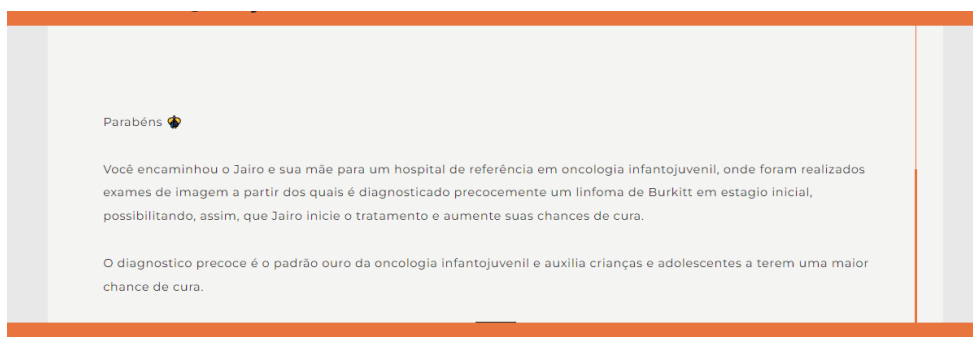 Parabéns
Você encaminhou o Jairo e sua mãe para um hospital de referência em oncologia infantojuvenil, onde foram realizados
exames de imagem a partir dos quais é diagnosticado precocemente um linfoma de Burkitt em estagio inicial,
possibilitando, assim, que Jairo inicie o tratamento e aumente suas chances de cura.
O diagnostico precoce é o padrão ouro da oncologia infantojuvenil e auxilia crianças e adolescentes a terem uma maior
chance de cura.